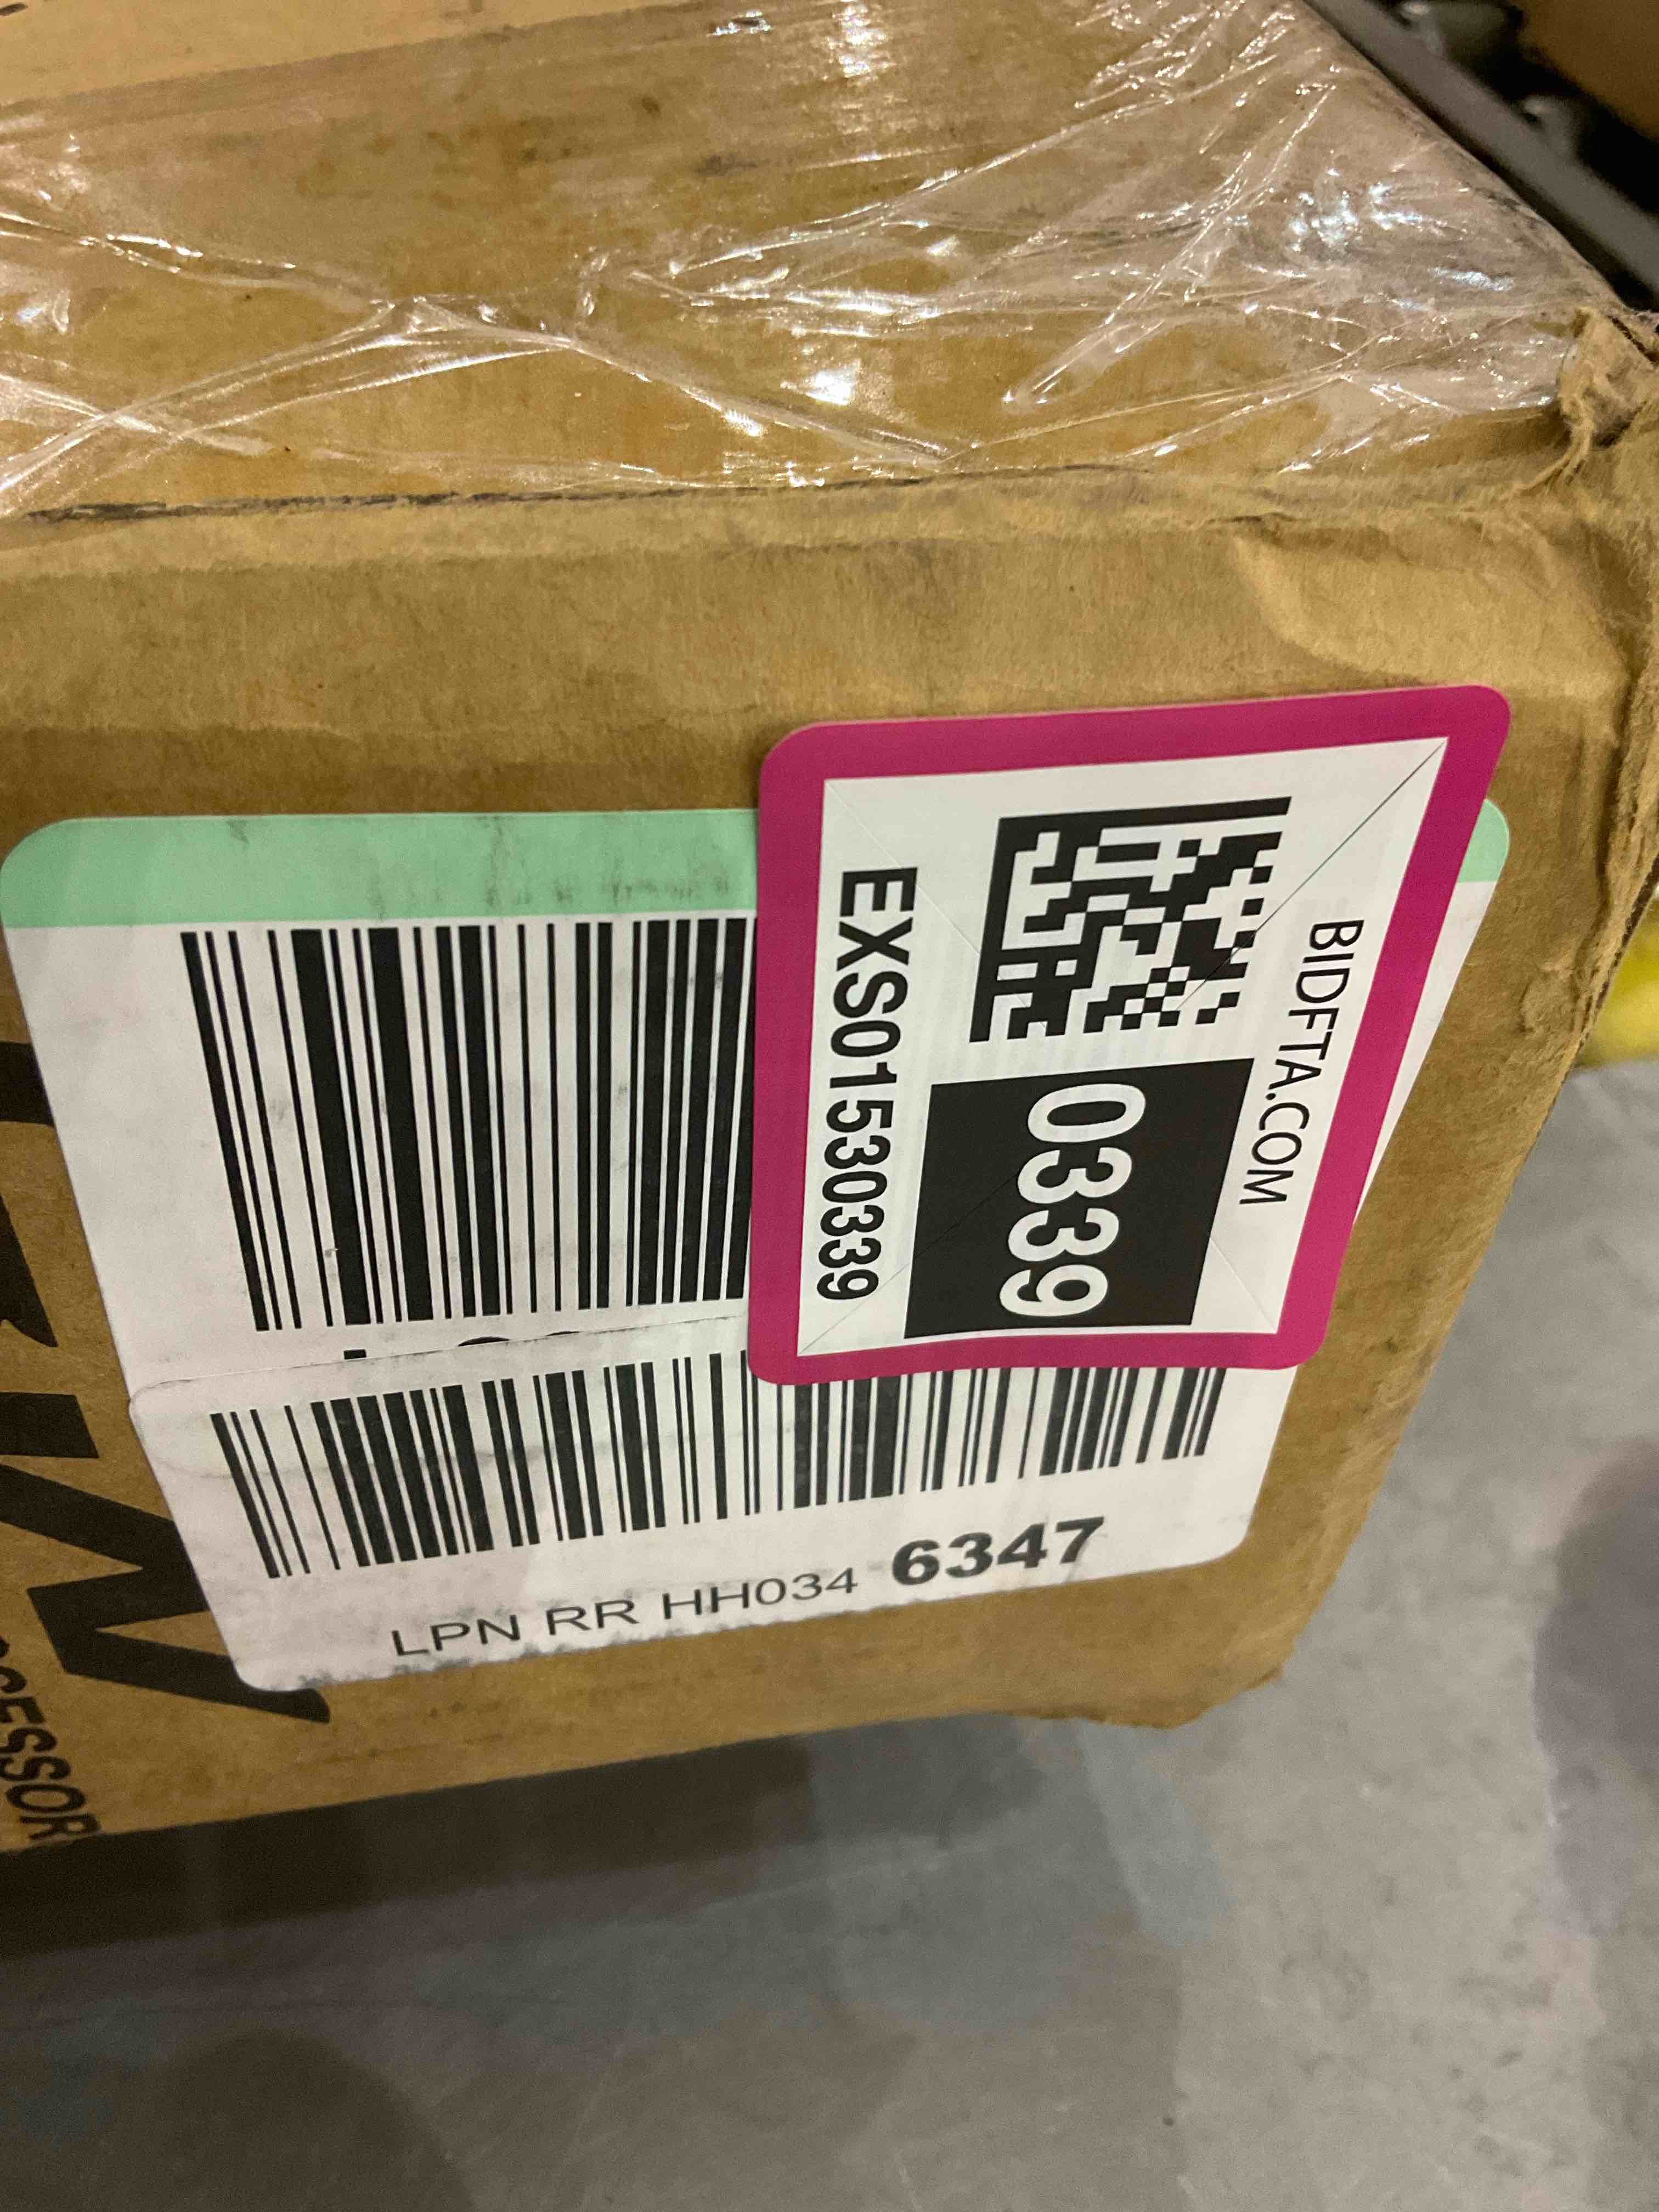 BIDFTA.COM
0339
EXS01530339
LPN RR HH034 6347